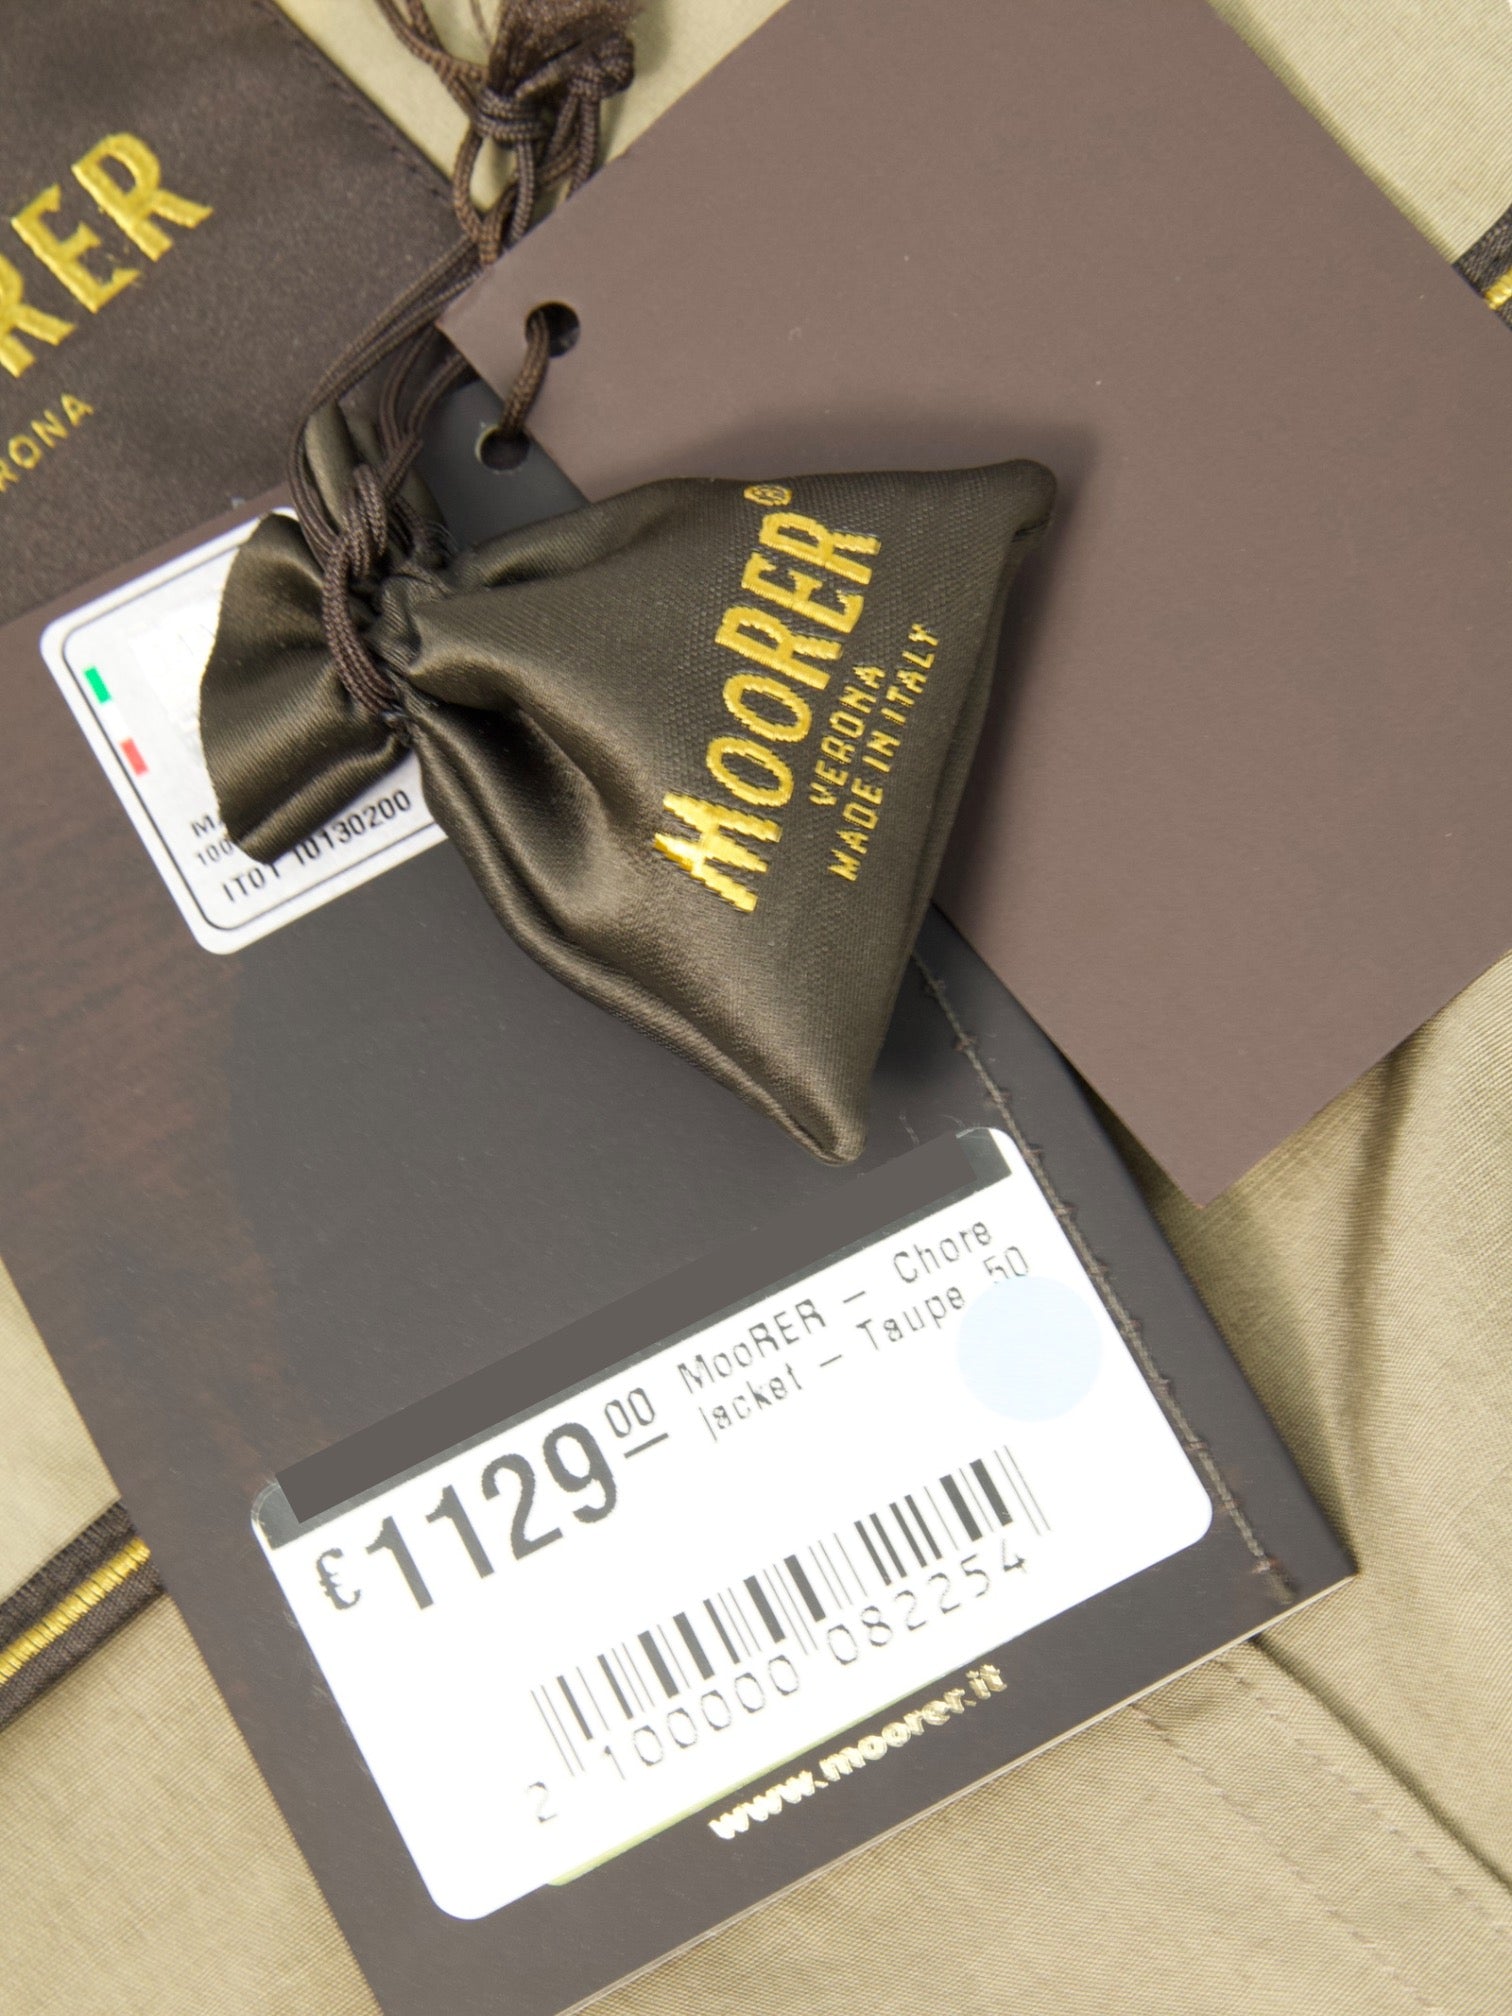 RER
RONA
MOORER®
VERONA
MADE IN ITALY
IT01 10130200
€1129.00 MooRER – Chore
Jacket – Taupe 50
2 100000 082254
www.moorer.it